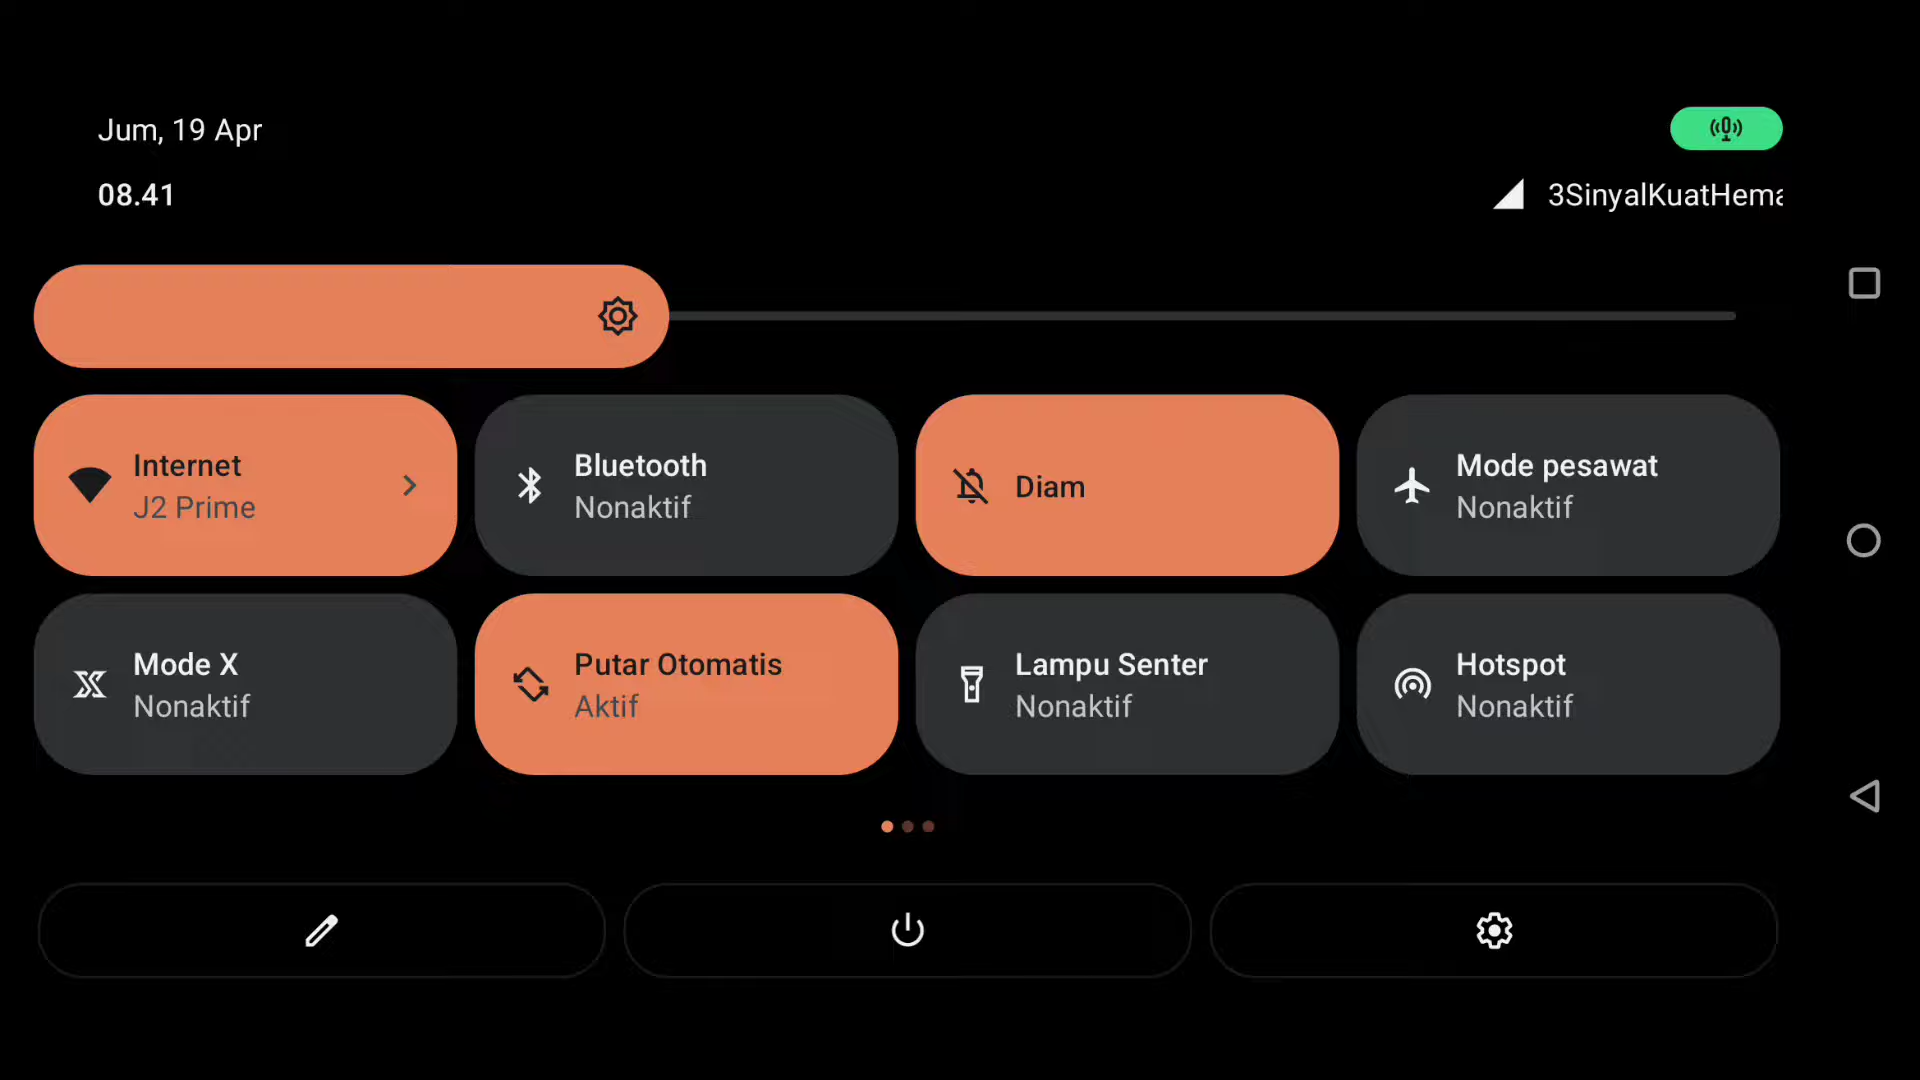 Jum, 19 Apr
08.41
3SinyalKuatHema
Internet
J2 Prime
Bluetooth
Nonaktif
Diam
Mode pesawat
Nonaktif
Mode X
Nonaktif
Putar Otomatis
Aktif
Lampu Senter
Nonaktif
Hotspot
Nonaktif